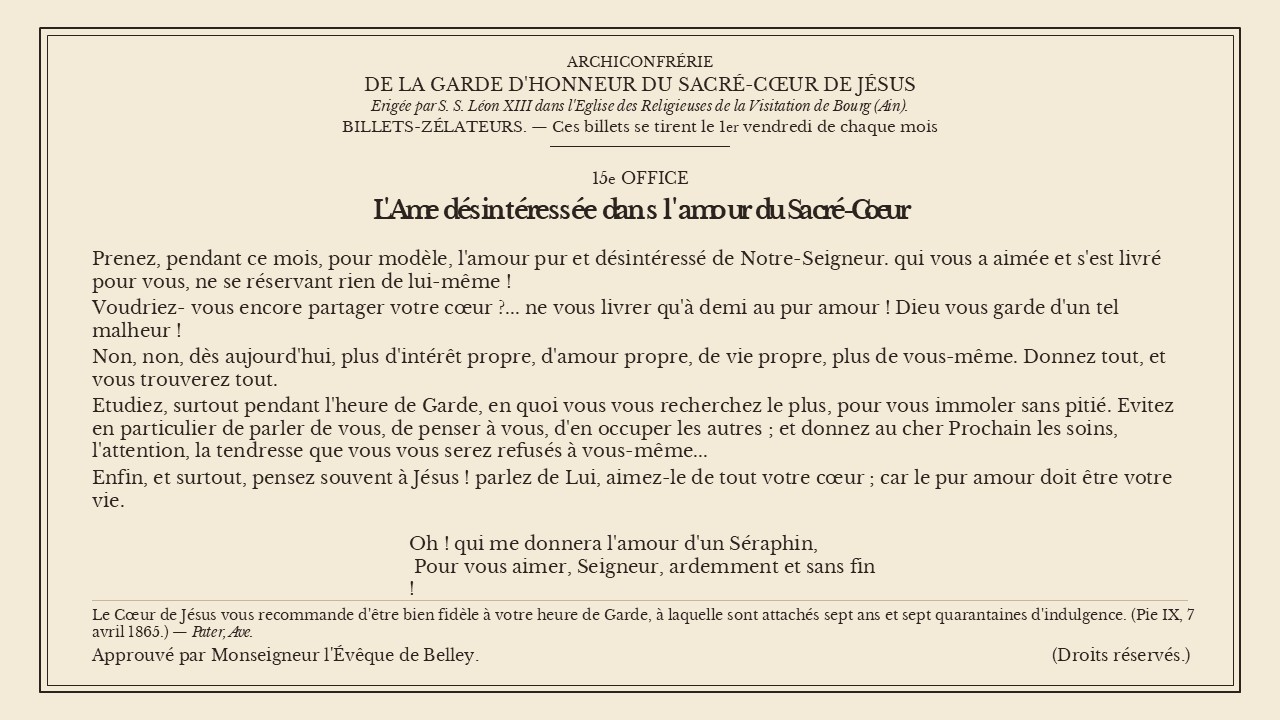 ARCHICONFRÉRIE
DE LA GARDE D'HONNEUR DU SACRÉ-CŒUR DE JÉSUS
Erigée par S. S. Léon XIII dans l'Eglise des Religieuses de la Visitation de Bourg (Ain).
BILLETS-ZÉLATEURS. — Ces billets se tirent le 1er vendredi de chaque mois
15e OFFICE
L'Ame désintéressée dans l'amour du Sacré-Cœur
Prenez, pendant ce mois, pour modèle, l'amour pur et désintéressé de Notre-Seigneur. qui vous a aimée et s'est livré
pour vous, ne se réservant rien de lui-même !
Voudriez- vous encore partager votre cœur ?... ne vous livrer qu'à demi au pur amour ! Dieu vous garde d'un tel
malheur !
Non, non, dès aujourd'hui, plus d'intérêt propre, d'amour propre, de vie propre, plus de vous-même. Donnez tout, et
vous trouverez tout.
Etudiez, surtout pendant l'heure de Garde, en quoi vous vous recherchez le plus, pour vous immoler sans pitié. Evitez
en particulier de parler de vous, de penser à vous, d'en occuper les autres ; et donnez au cher Prochain les soins,
l'attention, la tendresse que vous vous serez refusés à vous-même...
Enfin, et surtout, pensez souvent à Jésus ! parlez de Lui, aimez-le de tout votre cœur ; car le pur amour doit être votre
vie.
Oh ! qui me donnera l'amour d'un Séraphin,
Pour vous aimer, Seigneur, ardemment et sans fin
!
Le Cœur de Jésus vous recommande d'être bien fidèle à votre heure de Garde, à laquelle sont attachés sept ans et sept quarantaines d'indulgence. (Pie IX, 7
avril 1865.) — Pater, Ave.
Approuvé par Monseigneur l'Évêque de Belley. (Droits réservés.)